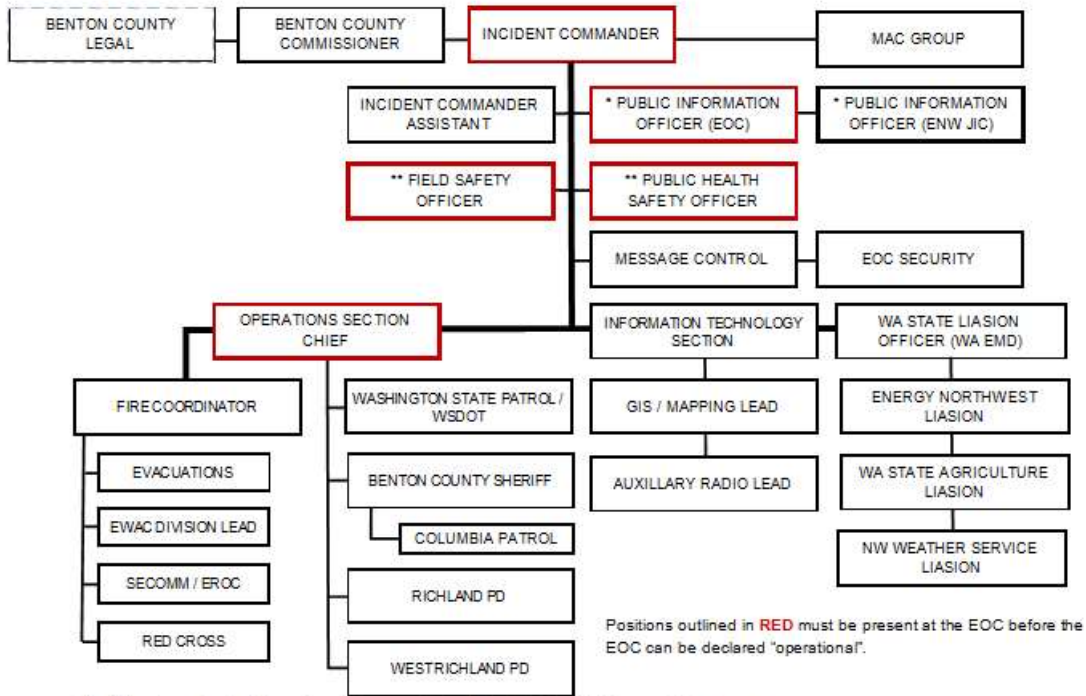 BENTON COUNTY
LEGAL
BENTON COUNTY
COMMISSIONER
INCIDENT COMMANDER
MAC GROUP
INCIDENT COMMANDER
ASSISTANT
* PUBLIC INFORMATION
OFFICER (EOC)
* PUBLIC INFORMATION
OFFICER (ENW JIC)
** FIELD SAFETY
OFFICER
** PUBLIC HEALTH
SAFETY OFFICER
MESSAGE CONTROL
EOC SECURITY
OPERATIONS SECTION
CHIEF
INFORMATION TECHNOLOGY
SECTION
WA STATE LIASION
OFFICER (WA EMD)
FIRE COORDINATOR
WASHINGTON STATE PATROL /
WSDOT
GIS / MAPPING LEAD
ENERGY NORTHWEST
LIASION
EVACUATIONS
BENTON COUNTY SHERIFF
AUXILLARY RADIO LEAD
WA STATE AGRICULTURE
LIASION
EWAC DIVISION LEAD
COLUMBIA PATROL
NW WEATHER SERVICE
LIASION
SECOMM / EROC
RICHLAND PD
RED CROSS
WEST RICHLAND PD
Positions outlined in RED must be present at the EOC before the
EOC can be declared "operational".